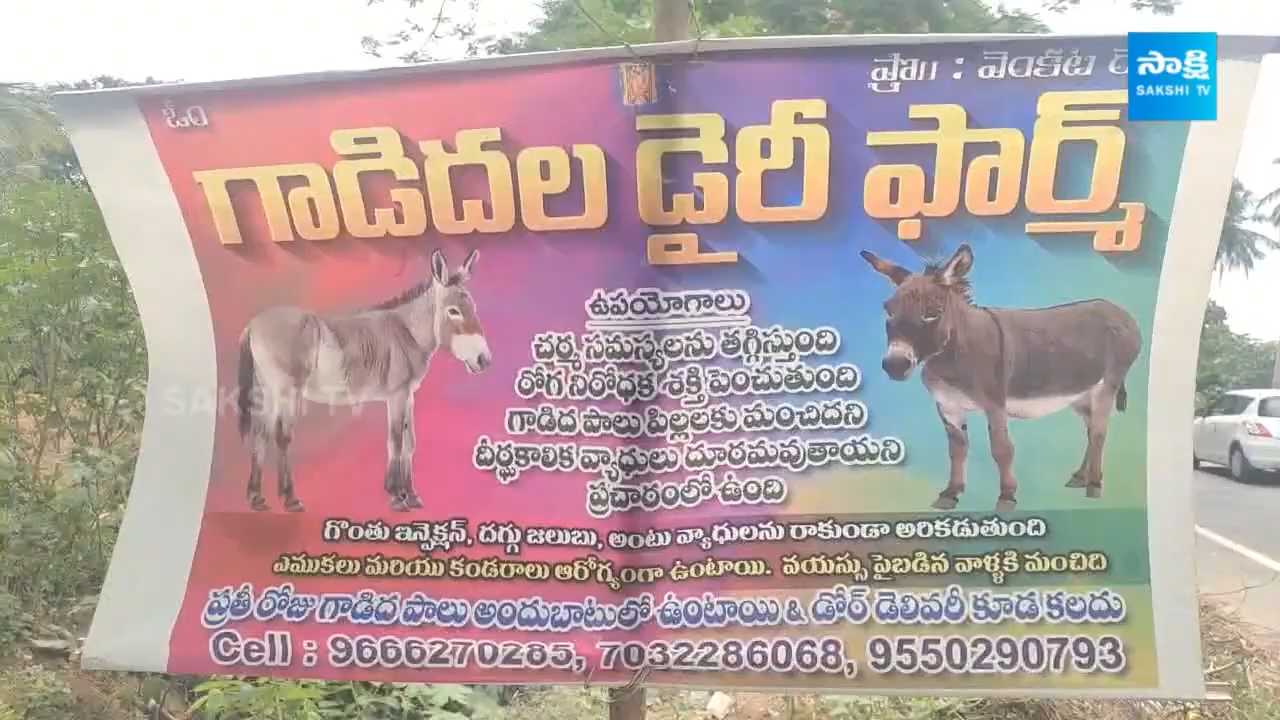 ఓం
ప్రొః : వెంకట
సాక్షి
SAKSHI TV
గాడిదల డైరీ ఫార్మ్
ఉపయోగాలు
చర్మ సమస్యలను తగ్గిస్తుంది
రోగ నిరోధక శక్తి పెంచుతుంది
గాడిద పాలు పిల్లలకు మంచిదని
దీర్ఘకాలిక వ్యాధులు దూరమవుతాయని
ప్రచారంలో ఉంది
SAKSHI TV
గొంతు ఇన్ఫెక్షన్, దగ్గు జలుబు, అంటు వ్యాధులను రాకుండా అరికడుతుంది
ఎముకలు మరియు కండరాలు ఆరోగ్యంగా ఉంటాయి. వయస్సు పైబడిన వాళ్ళకి మంచిది
ప్రతీ రోజు గాడిద పాలు అందుబాటులో ఉంటాయి & డోర్ డెలివరీ కూడ కలదు
Cell : 9666270285, 7032286068, 9550290793